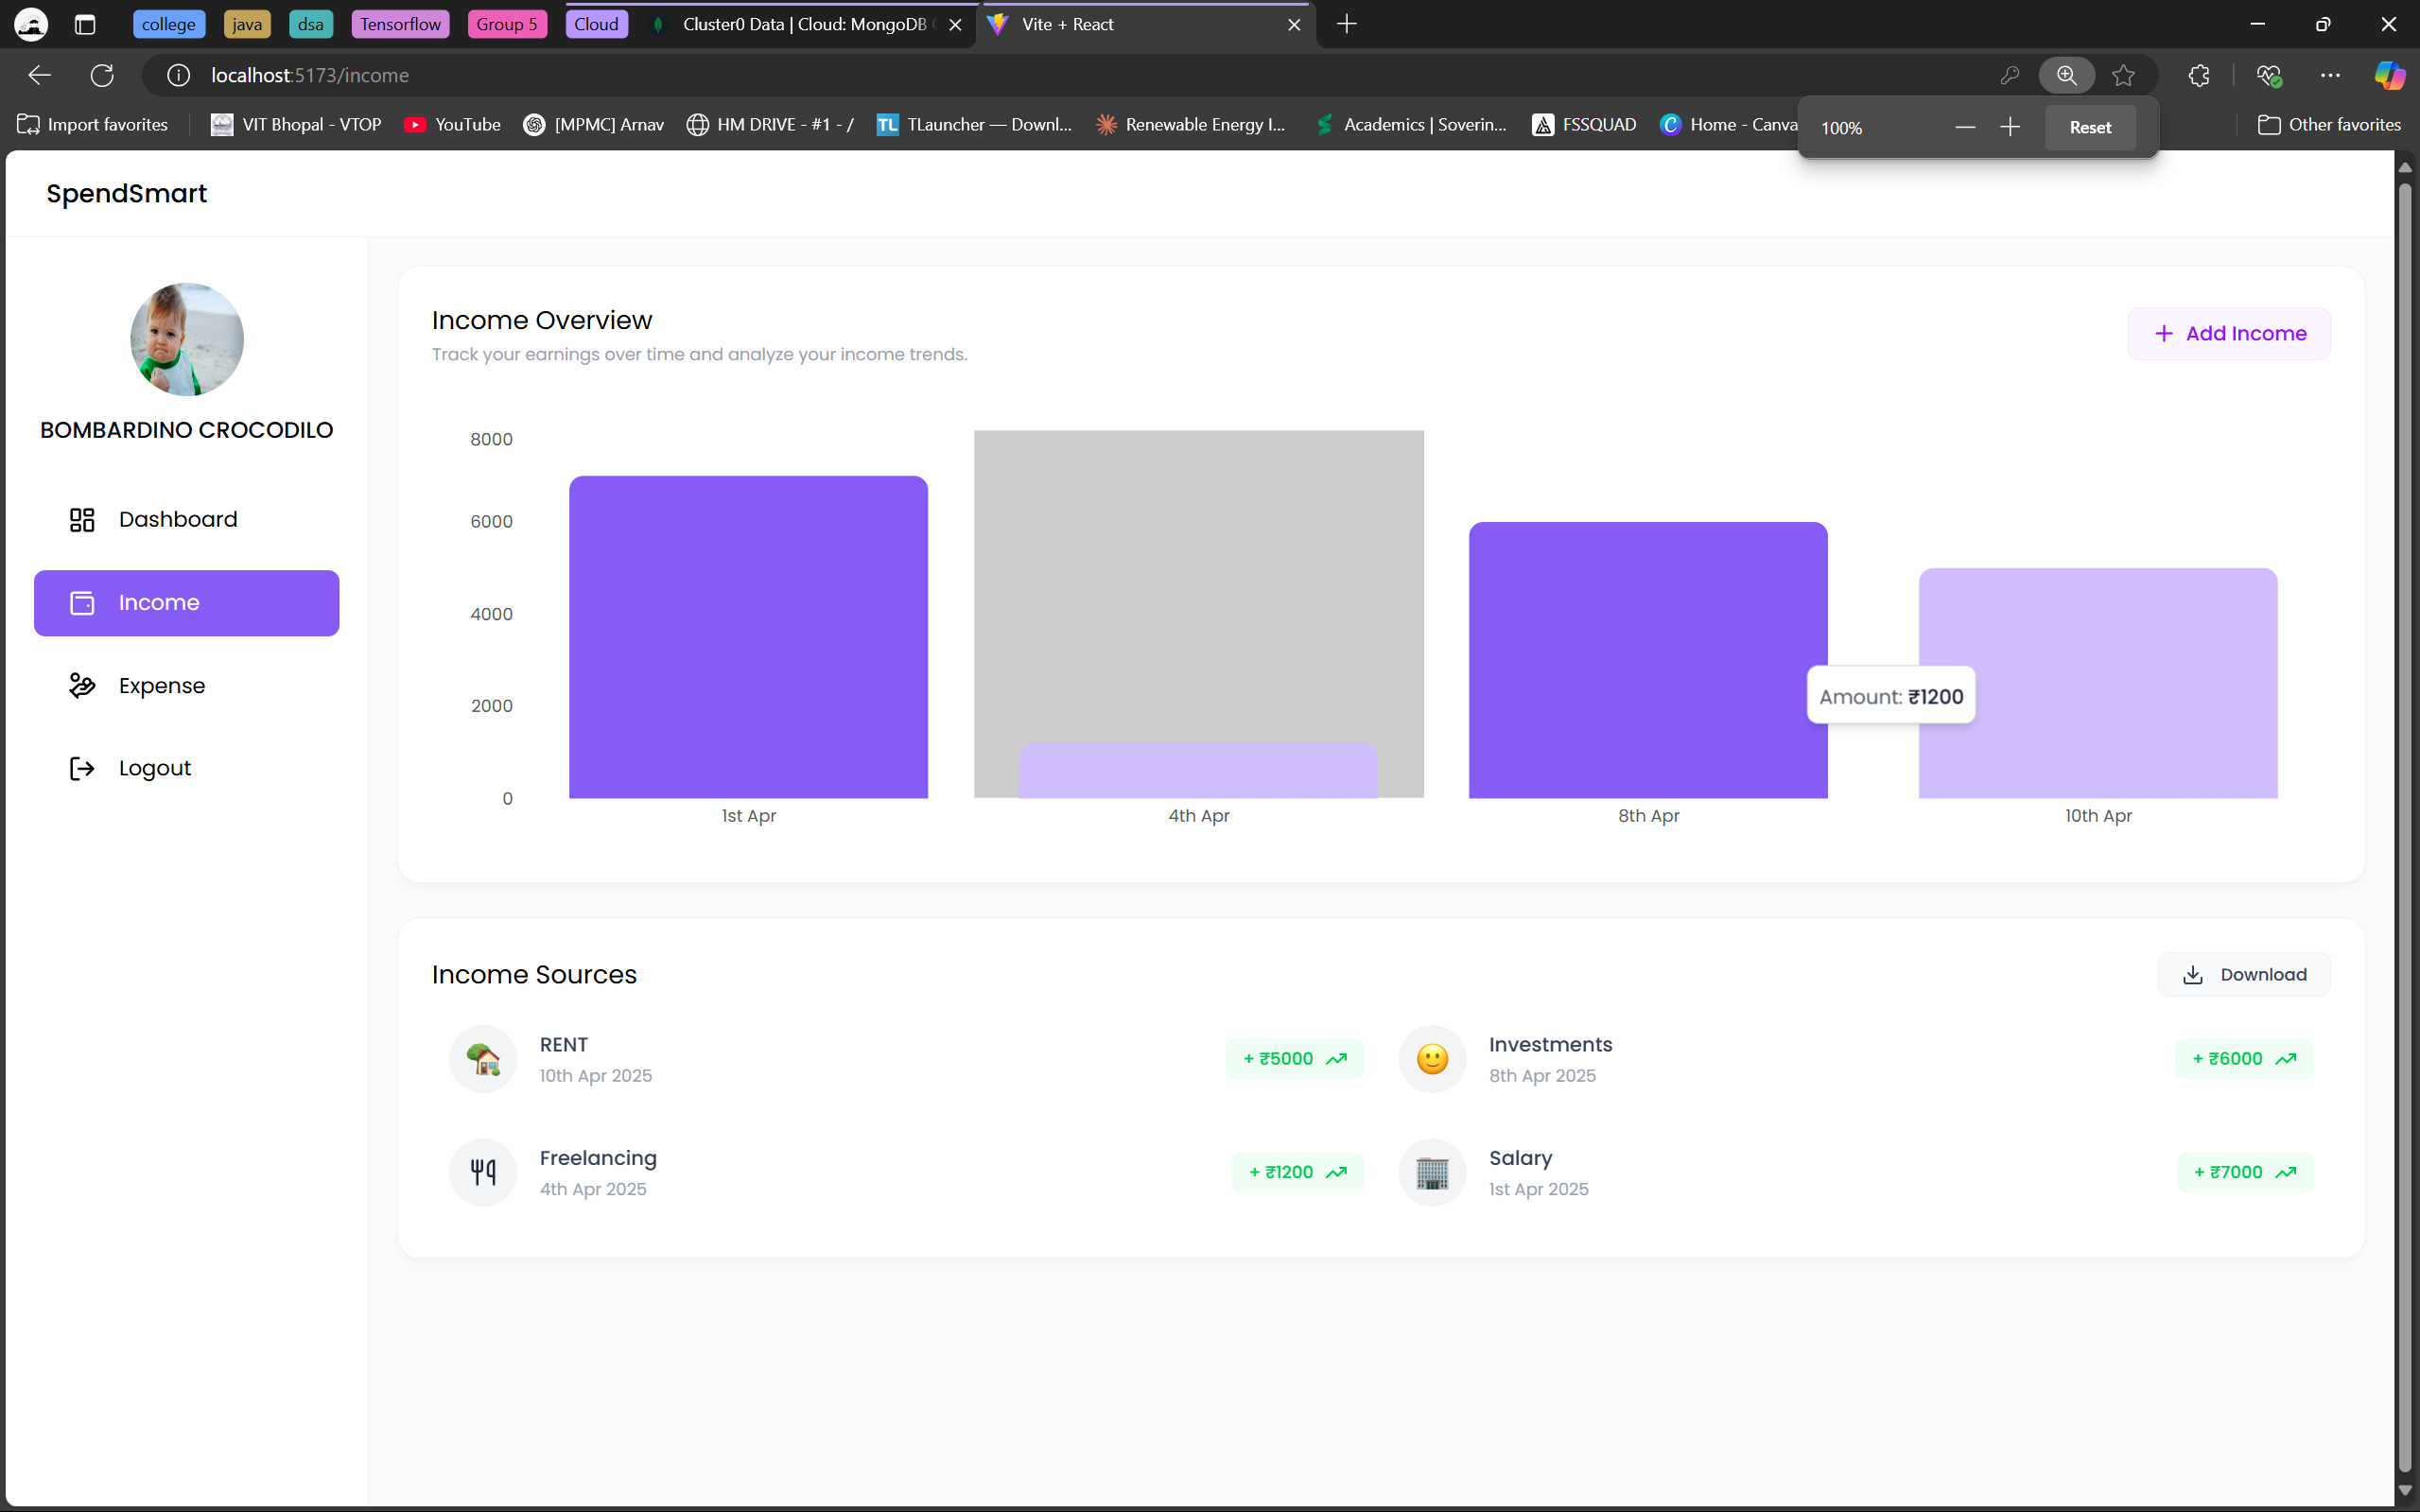 college java dsa Tensorflow Group 5 Cloud Cluster0 Data | Cloud: MongoDB Vite + React
localhost:5173/income
Import favorites VIT Bhopal - VTOP YouTube [MPMC] Arnav HM DRIVE - #1 - / TL TLauncher — Downl... Renewable Energy I... Academics | Soverin... FSSQUAD Home - Canva Other favorites
100% Reset
SpendSmart
BOMBARDINO CROCODILO
Dashboard
Income
Expense
Logout
Income Overview
Track your earnings over time and analyze your income trends.
+ Add Income
8000
6000
4000
2000
0
1st Apr 4th Apr 8th Apr 10th Apr
Amount: ₹1200
Income Sources
Download
RENT
10th Apr 2025
+ ₹5000
Investments
8th Apr 2025
+ ₹6000
Freelancing
4th Apr 2025
+ ₹1200
Salary
1st Apr 2025
+ ₹7000